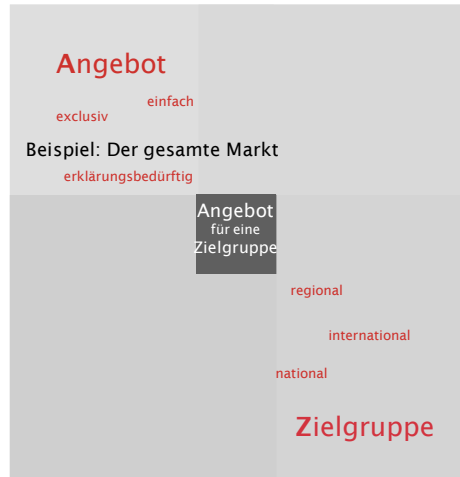 Angebot
einfach
exclusiv
Beispiel: Der gesamte Markt
erklärungsbedürftig
Angebot
für eine
Zielgruppe
regional
international
national
Zielgruppe